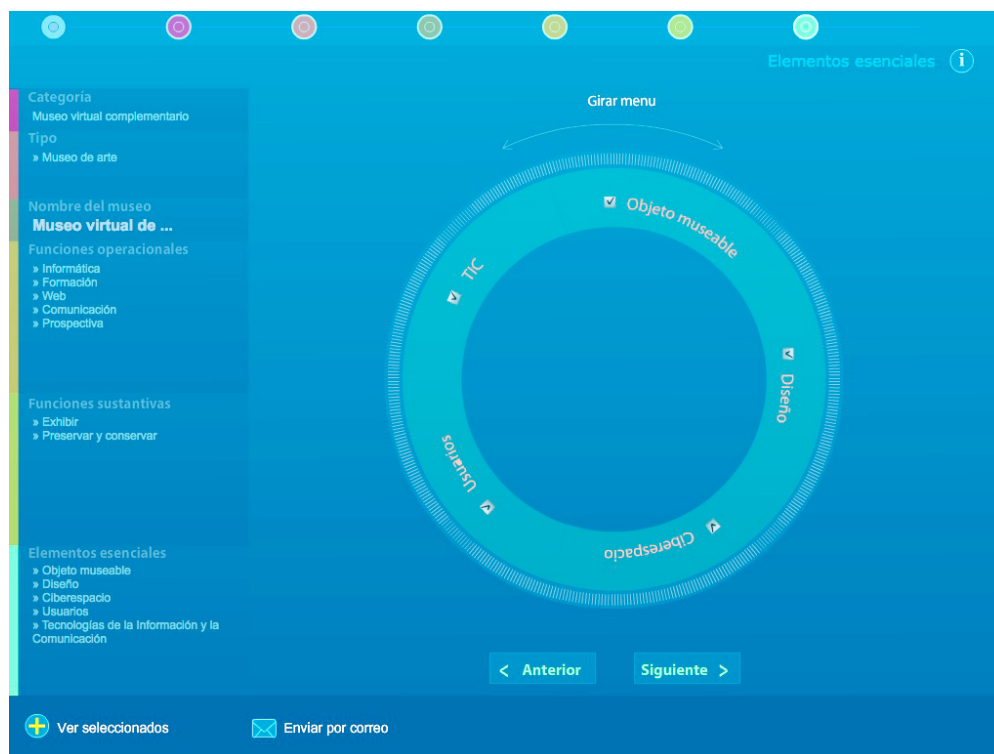 Elementos esenciales i
Categoría
Museo virtual complementario
Tipo
» Museo de arte
Nombre del museo
Museo virtual de ...
Funciones operacionales
» Informática
» Formación
» Web
» Comunicación
» Prospectiva
Funciones sustantivas
» Exhibir
» Preservar y conservar
Elementos esenciales
» Objeto museable
» Diseño
» Ciberespacio
» Usuarios
» Tecnologías de la Información y la
Comunicación
Girar menu
Objeto museable
Diseño
Ciberespacio
Usuarios
TIC
< Anterior
Siguiente >
Ver seleccionados
Enviar por correo